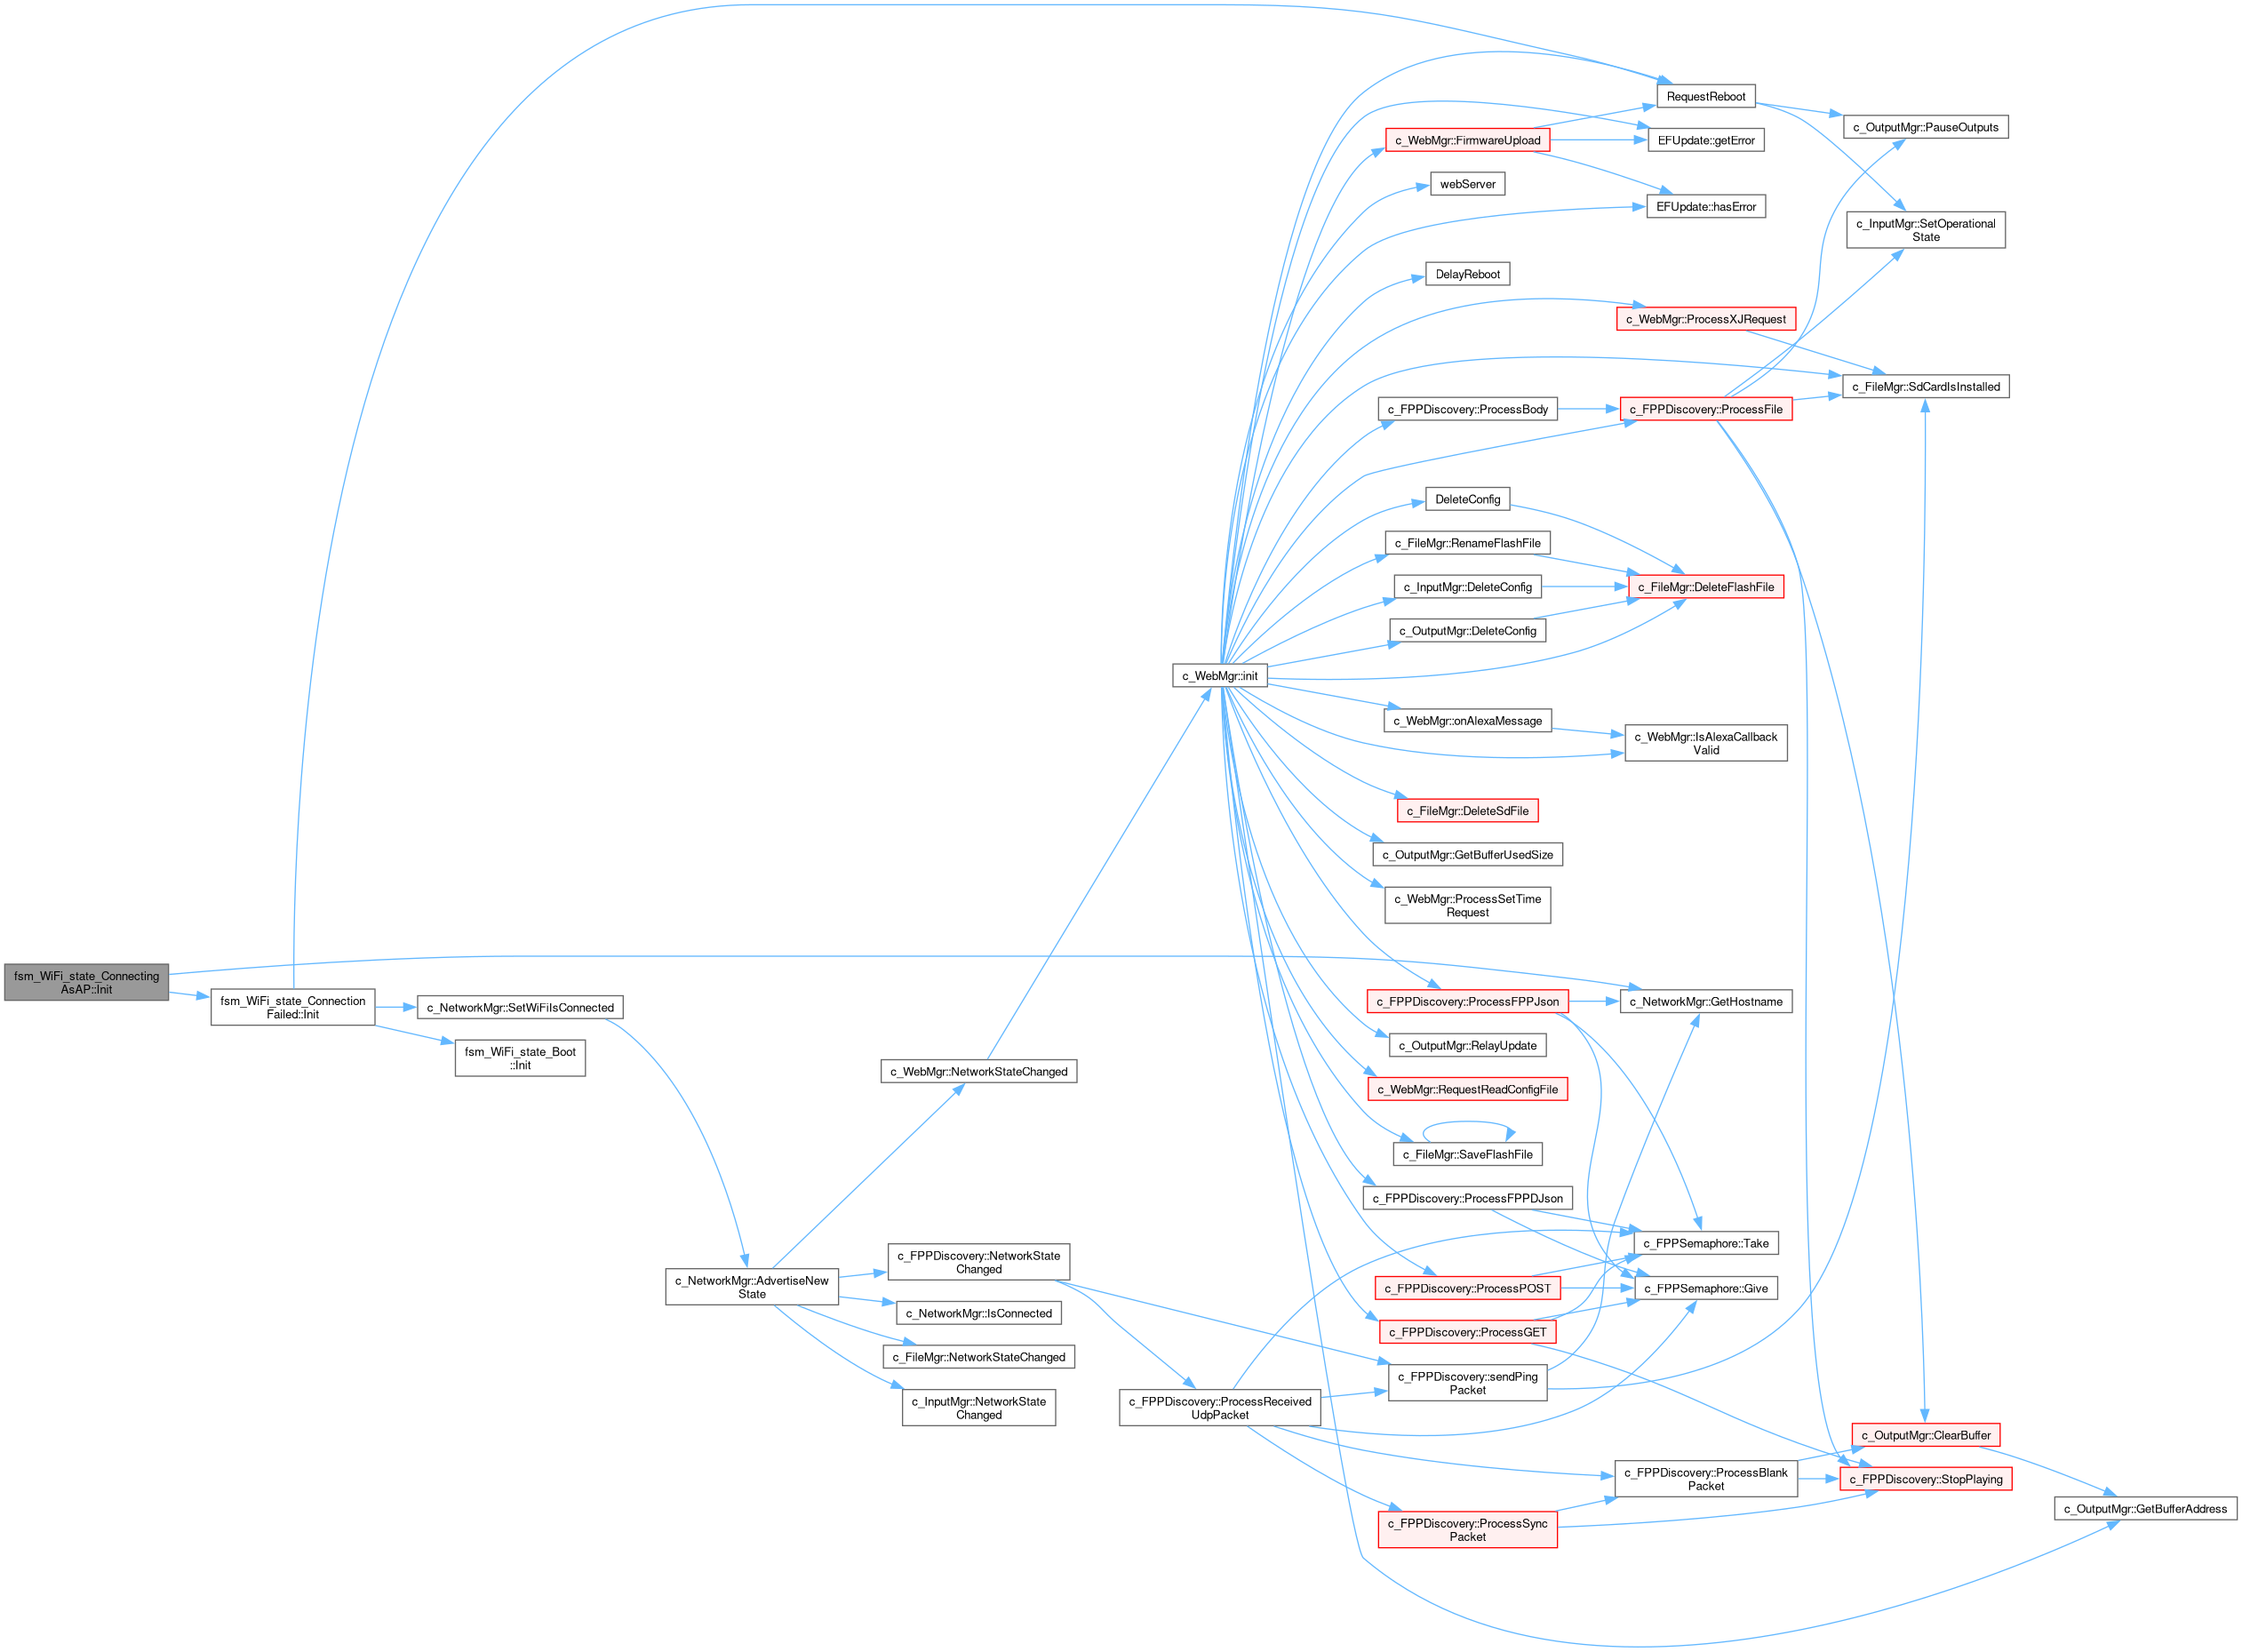 fsm_WiFi_state_Connecting
AsAP::Init
fsm_WiFi_state_Connection
Failed::Init
c_NetworkMgr::SetWiFiIsConnected
fsm_WiFi_state_Boot
::Init
c_NetworkMgr::AdvertiseNew
State
c_WebMgr::NetworkStateChanged
c_FPPDiscovery::NetworkState
Changed
c_NetworkMgr::IsConnected
c_FileMgr::NetworkStateChanged
c_InputMgr::NetworkState
Changed
c_WebMgr::init
c_FPPDiscovery::ProcessReceived
UdpPacket
c_WebMgr::FirmwareUpload
webServer
DelayReboot
c_FPPDiscovery::ProcessBody
DeleteConfig
c_FileMgr::RenameFlashFile
c_InputMgr::DeleteConfig
c_OutputMgr::DeleteConfig
c_WebMgr::onAlexaMessage
c_FileMgr::DeleteSdFile
c_OutputMgr::GetBufferUsedSize
c_WebMgr::ProcessSetTime
Request
c_FPPDiscovery::ProcessFPPJson
c_OutputMgr::RelayUpdate
c_WebMgr::RequestReadConfigFile
c_FileMgr::SaveFlashFile
c_FPPDiscovery::ProcessFPPDJson
c_FPPDiscovery::ProcessPOST
c_FPPDiscovery::ProcessGET
c_FPPDiscovery::sendPing
Packet
c_FPPDiscovery::ProcessSync
Packet
RequestReboot
EFUpdate::getError
EFUpdate::hasError
c_WebMgr::ProcessXJRequest
c_FPPDiscovery::ProcessFile
c_FileMgr::DeleteFlashFile
c_WebMgr::IsAlexaCallback
Valid
c_NetworkMgr::GetHostname
c_FPPSemaphore::Take
c_FPPSemaphore::Give
c_FPPDiscovery::ProcessBlank
Packet
c_OutputMgr::PauseOutputs
c_InputMgr::SetOperational
State
c_FileMgr::SdCardIsInstalled
c_OutputMgr::ClearBuffer
c_FPPDiscovery::StopPlaying
c_OutputMgr::GetBufferAddress